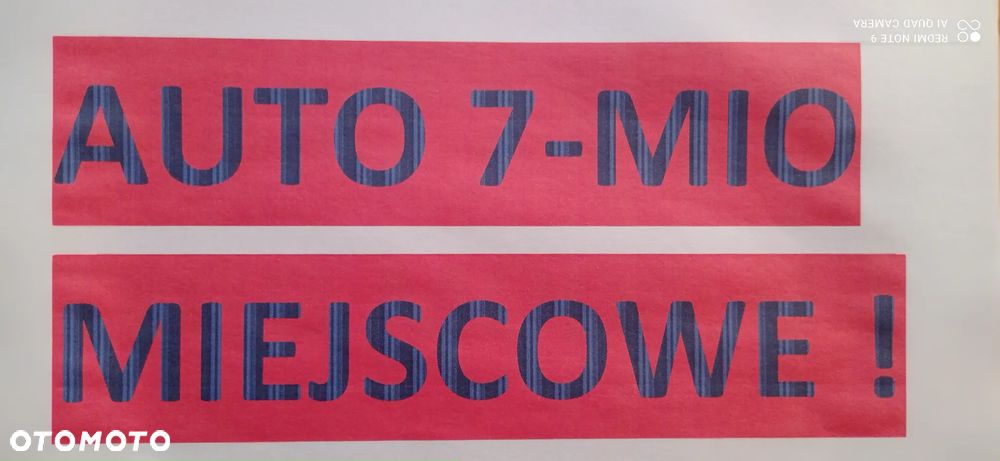 REDMI NOTE 9
AI QUAD CAMERA
AUTO 7-MIO
MIEJSCOWE !
OTOMOTO